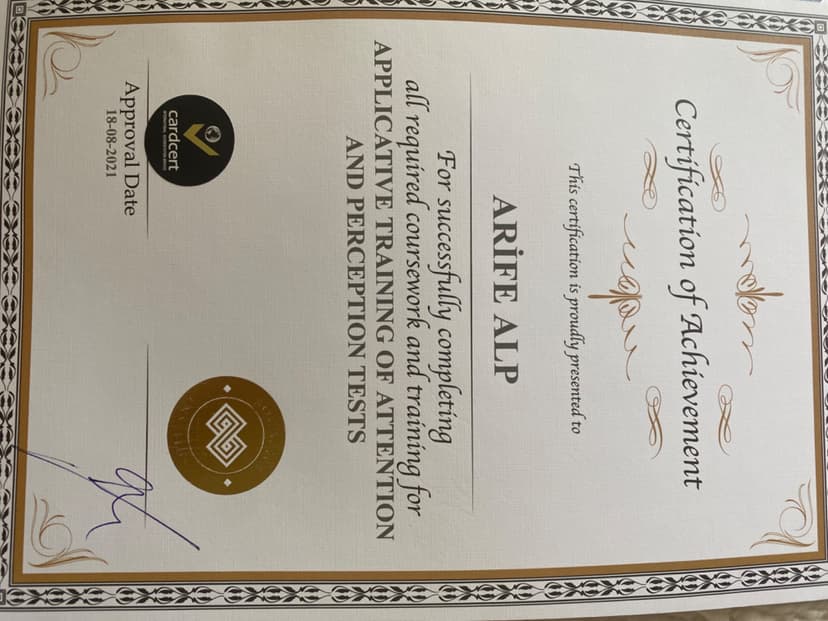 Certification of Achievement
This certification is proudly presented to
ARİFE ALP
For successfully completing
all required coursework and training for
APPLICATIVE TRAINING OF ATTENTION
AND PERCEPTION TESTS
cardcert
Approval Date
18-08-2021